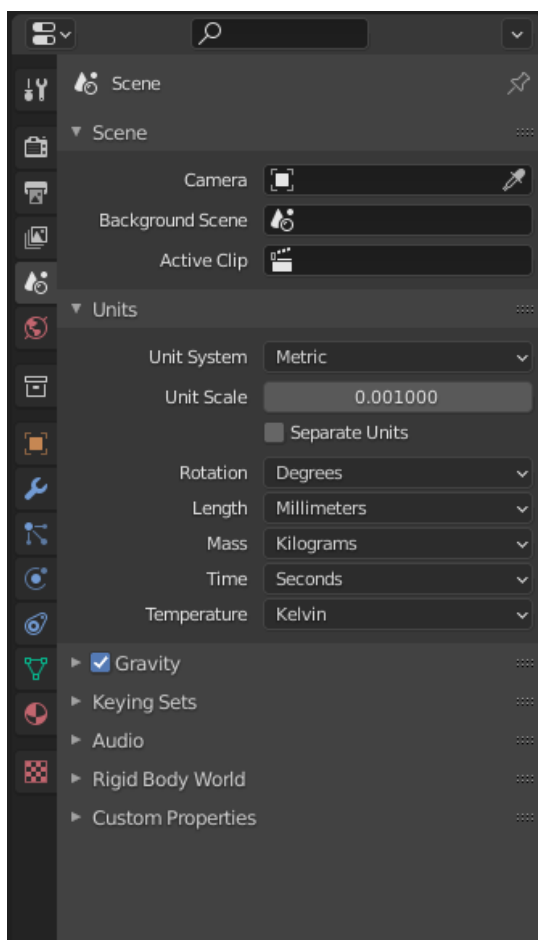 Scene
Scene
Camera
Background Scene
Active Clip
Units
Unit System Metric
Unit Scale 0.001000
Separate Units
Rotation Degrees
Length Millimeters
Mass Kilograms
Time Seconds
Temperature Kelvin
Gravity
Keying Sets
Audio
Rigid Body World
Custom Properties